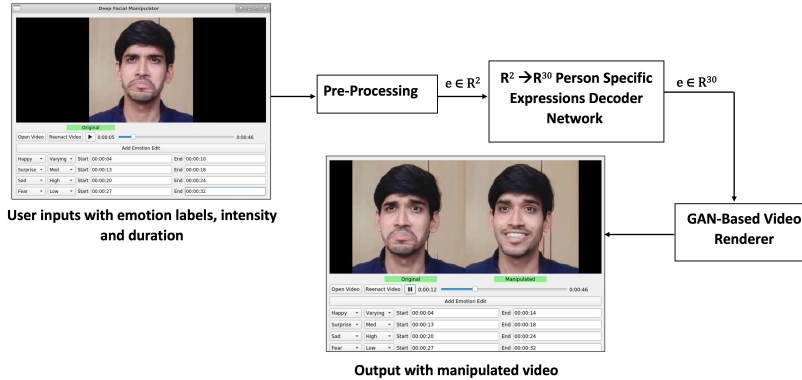 Deep Facial Manipulator
Original
Open Video Reenact Video 0:00:05 0:00:46
Add Emotion Edit
Happy Varying Start 00:00:04 End 00:00:10
Surprise Med Start 00:00:13 End 00:00:18
Sad High Start 00:00:20 End 00:00:24
Fear Low Start 00:00:27 End 00:00:32
User inputs with emotion labels, intensity
and duration
Pre-Processing
e ∈ R²
R² →R³⁰ Person Specific
Expressions Decoder
Network
e ∈ R³⁰
GAN-Based Video
Renderer
Original Manipulated
Open Video Reenact Video 0:00:12 0:00:46
Add Emotion Edit
Happy Varying Start 00:00:04 End 00:00:14
Surprise Med Start 00:00:13 End 00:00:18
Sad High Start 00:00:20 End 00:00:24
Fear Low Start 00:00:27 End 00:00:32
Output with manipulated video